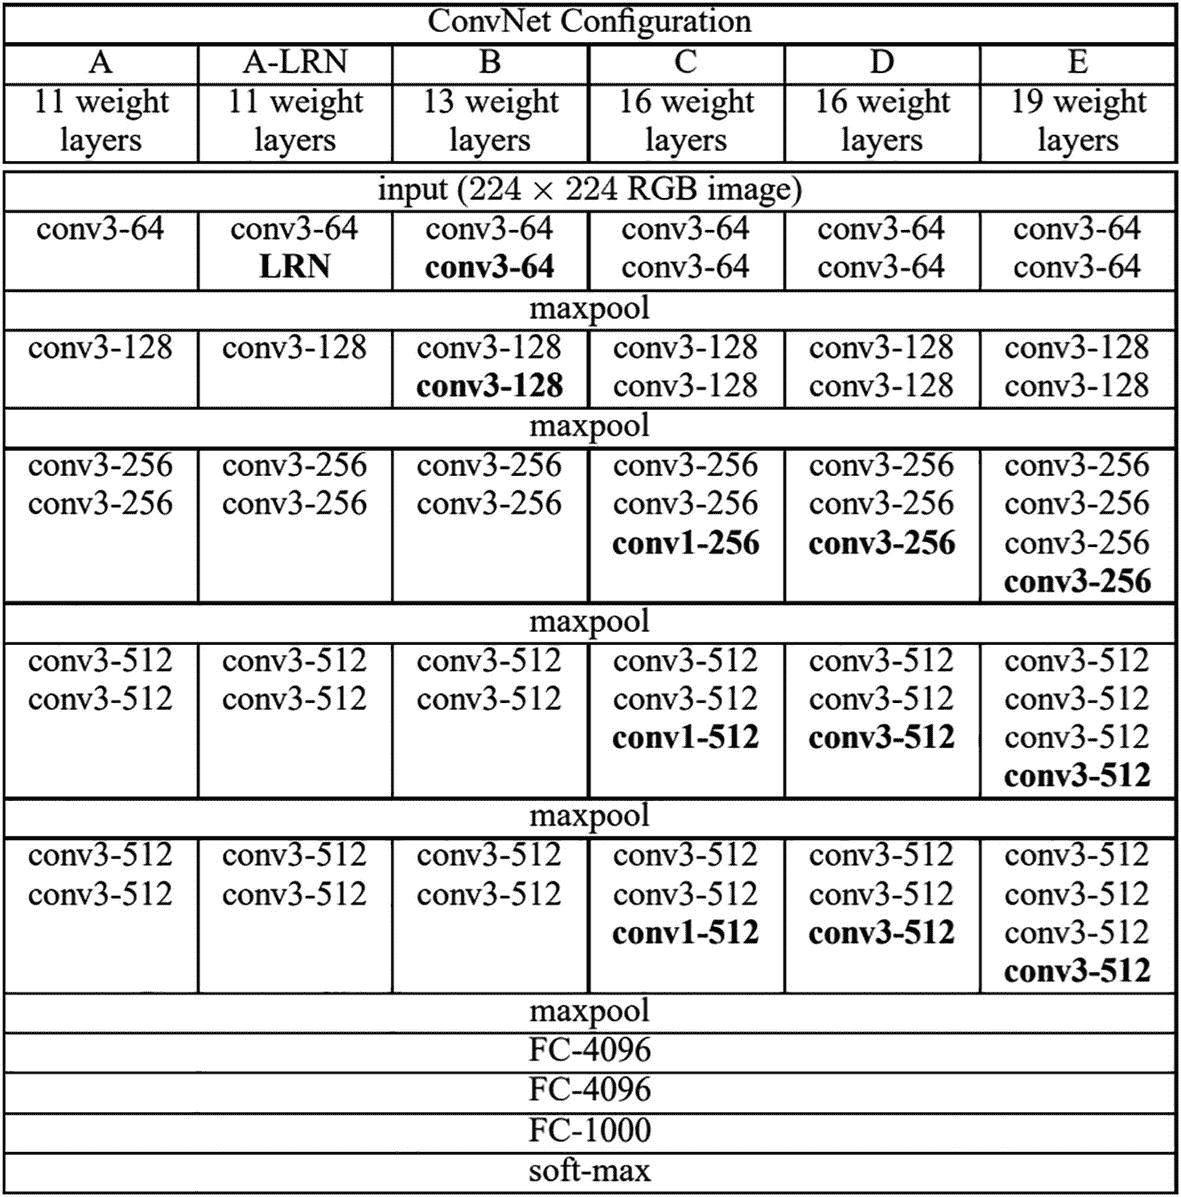 ConvNet Configuration
A A-LRN B C D E
11 weight 11 weight 13 weight 16 weight 16 weight 19 weight
layers layers layers layers layers layers
input (224 × 224 RGB image)
conv3-64 conv3-64 conv3-64 conv3-64 conv3-64 conv3-64
LRN conv3-64 conv3-64 conv3-64 conv3-64
maxpool
conv3-128 conv3-128 conv3-128 conv3-128 conv3-128 conv3-128
conv3-128 conv3-128 conv3-128 conv3-128
maxpool
conv3-256 conv3-256 conv3-256 conv3-256 conv3-256 conv3-256
conv3-256 conv3-256 conv3-256 conv3-256 conv3-256 conv3-256
conv1-256 conv3-256 conv3-256
conv3-256
maxpool
conv3-512 conv3-512 conv3-512 conv3-512 conv3-512 conv3-512
conv3-512 conv3-512 conv3-512 conv3-512 conv3-512 conv3-512
conv1-512 conv3-512 conv3-512
conv3-512
maxpool
conv3-512 conv3-512 conv3-512 conv3-512 conv3-512 conv3-512
conv3-512 conv3-512 conv3-512 conv3-512 conv3-512 conv3-512
conv1-512 conv3-512 conv3-512
conv3-512
maxpool
FC-4096
FC-4096
FC-1000
soft-max